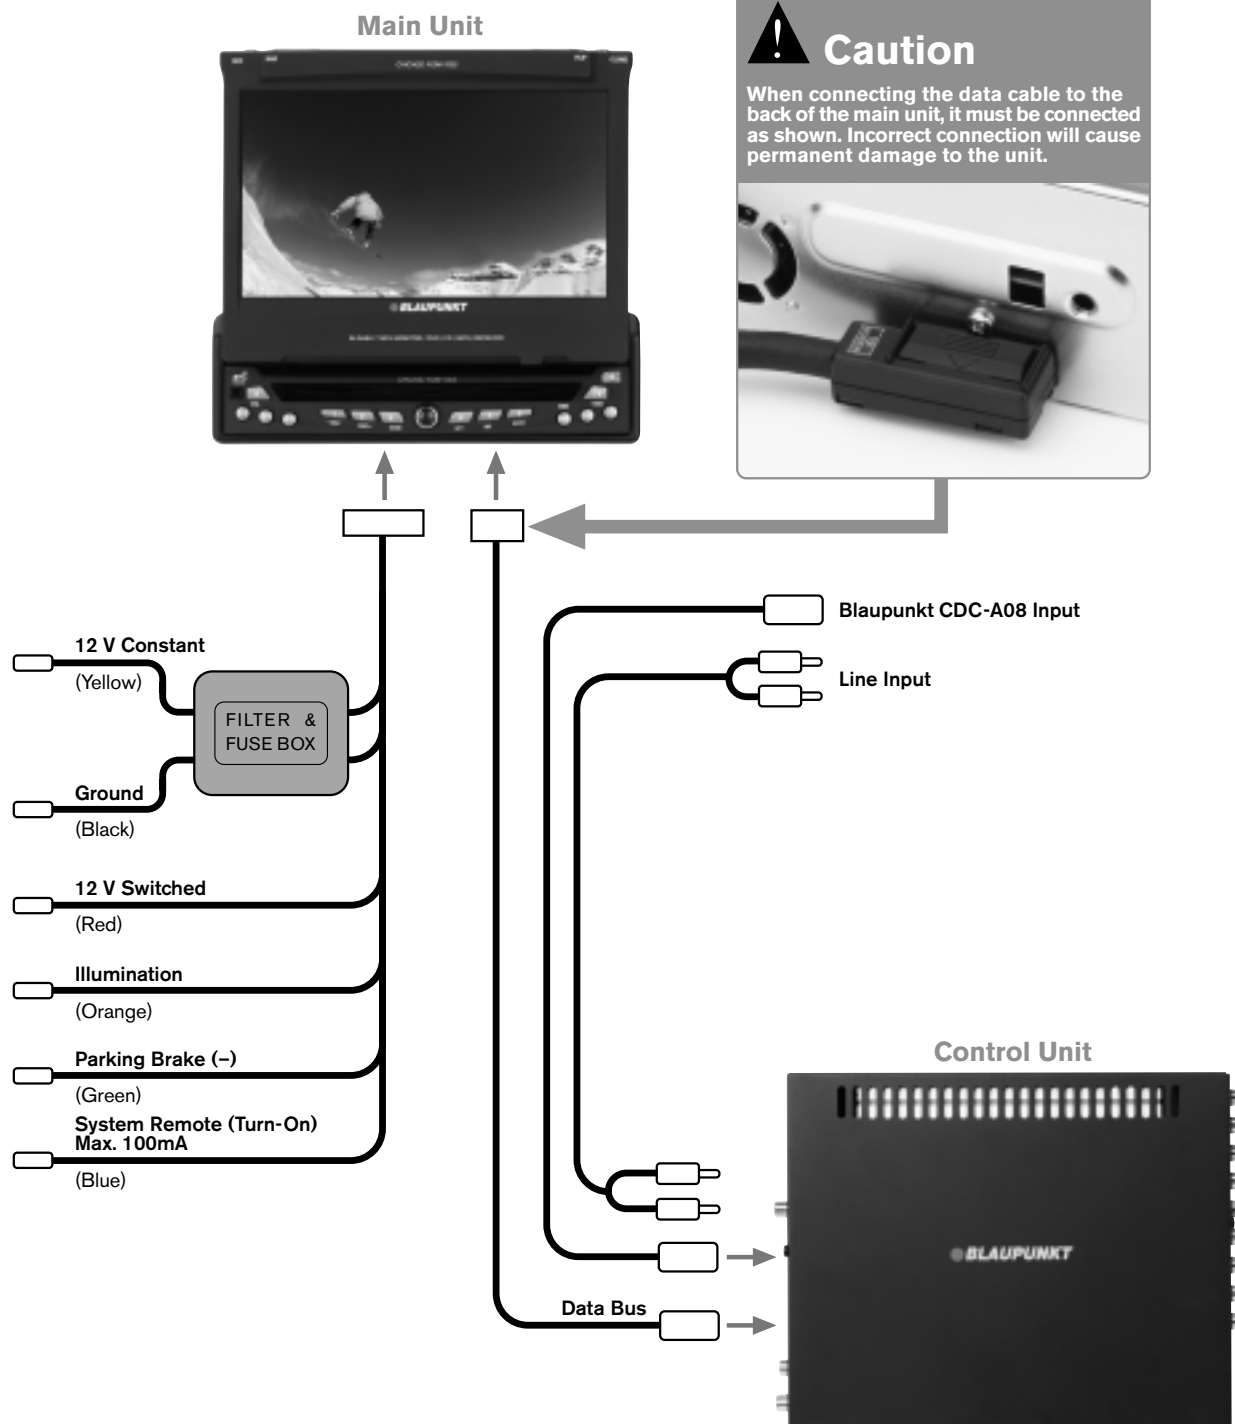 Main Unit
Caution
When connecting the data cable to the
back of the main unit, it must be connected
as shown. Incorrect connection will cause
permanent damage to the unit.
BLAUPUNKT
Blaupunkt CDC-A08 Input
12 V Constant
(Yellow)
Line Input
FILTER &
FUSE BOX
Ground
(Black)
12 V Switched
(Red)
Illumination
(Orange)
Parking Brake (–)
(Green)
System Remote (Turn-On)
Max. 100mA
(Blue)
Control Unit
BLAUPUNKT
Data Bus